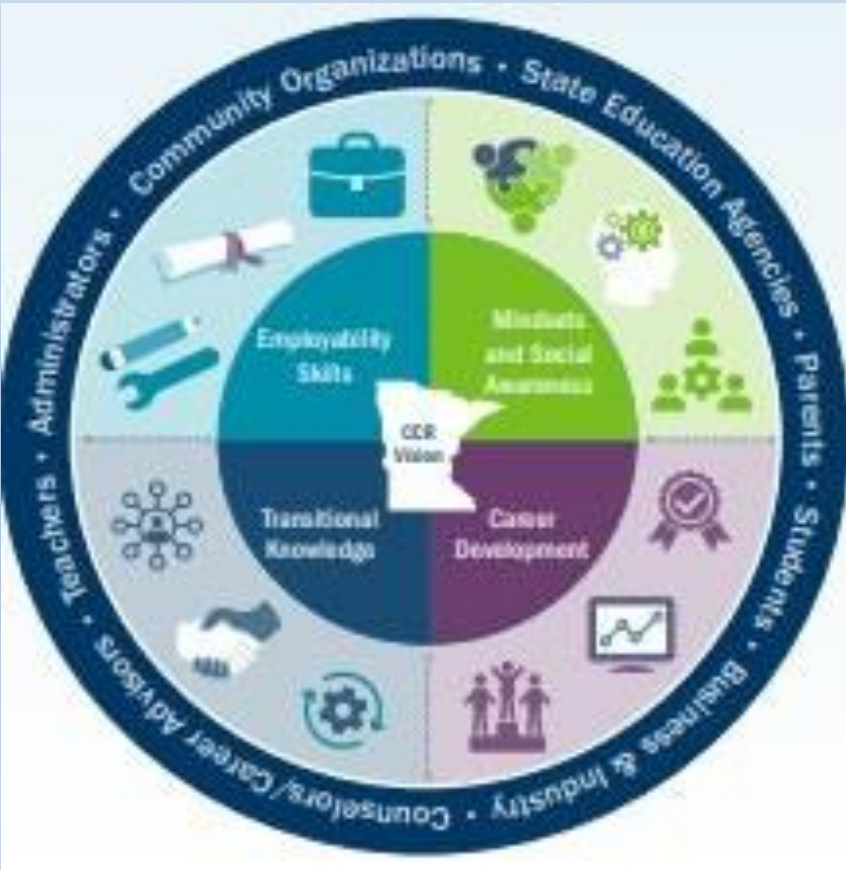 Community Organizations • State Education Agencies • Parents • Students • Business & Industry • Counselors/Career Advisors • Teachers • Administrators •
Employability
Skills
Mindsets
and Social
Awareness
CCR
Vision
Transitional
Knowledge
Career
Development